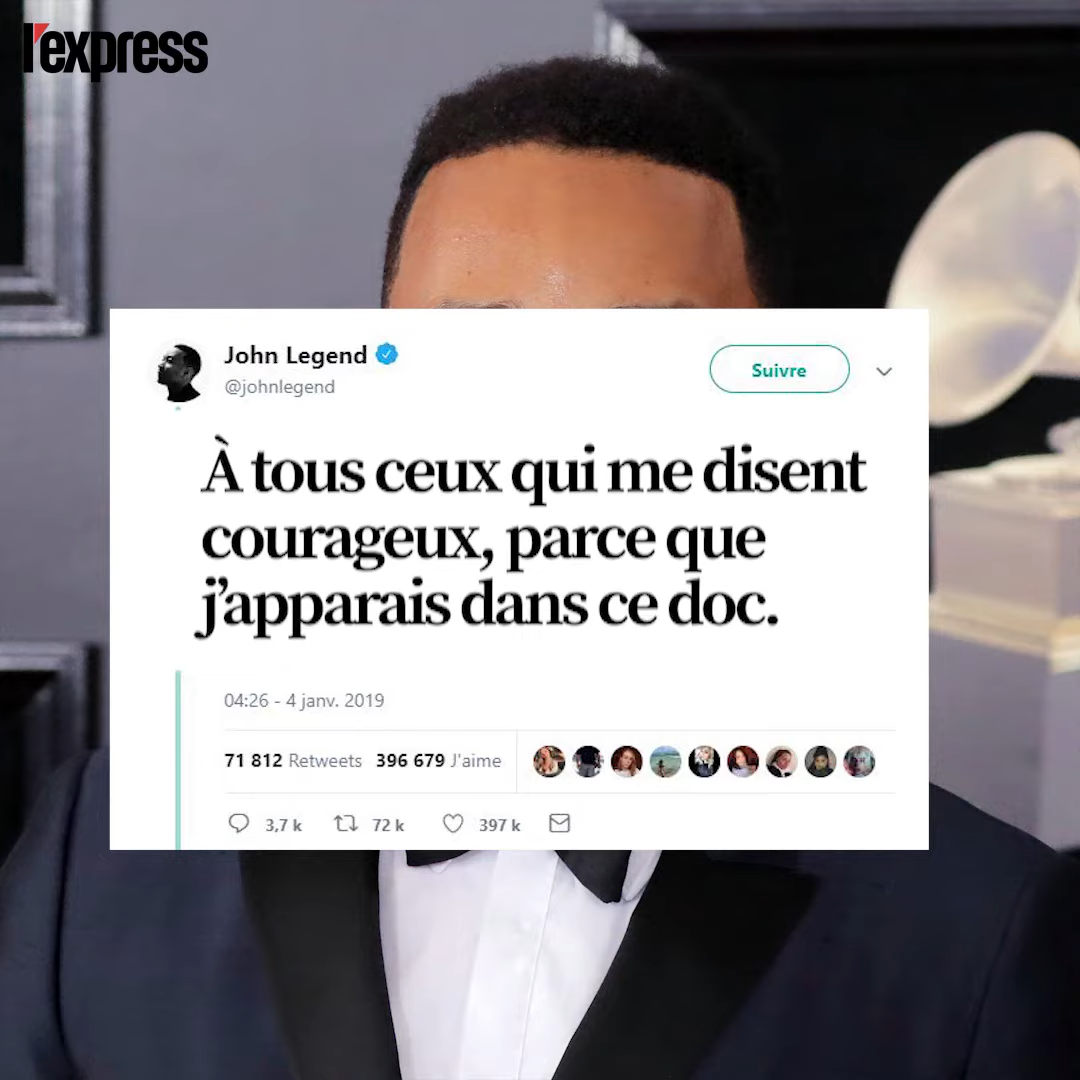 l'express
John Legend
@johnlegend
Suivre
À tous ceux qui me disent
courageux, parce que
j'apparais dans ce doc.
04:26 - 4 janv. 2019
71 812 Retweets 396 679 J'aime
3,7 k 72 k 397 k